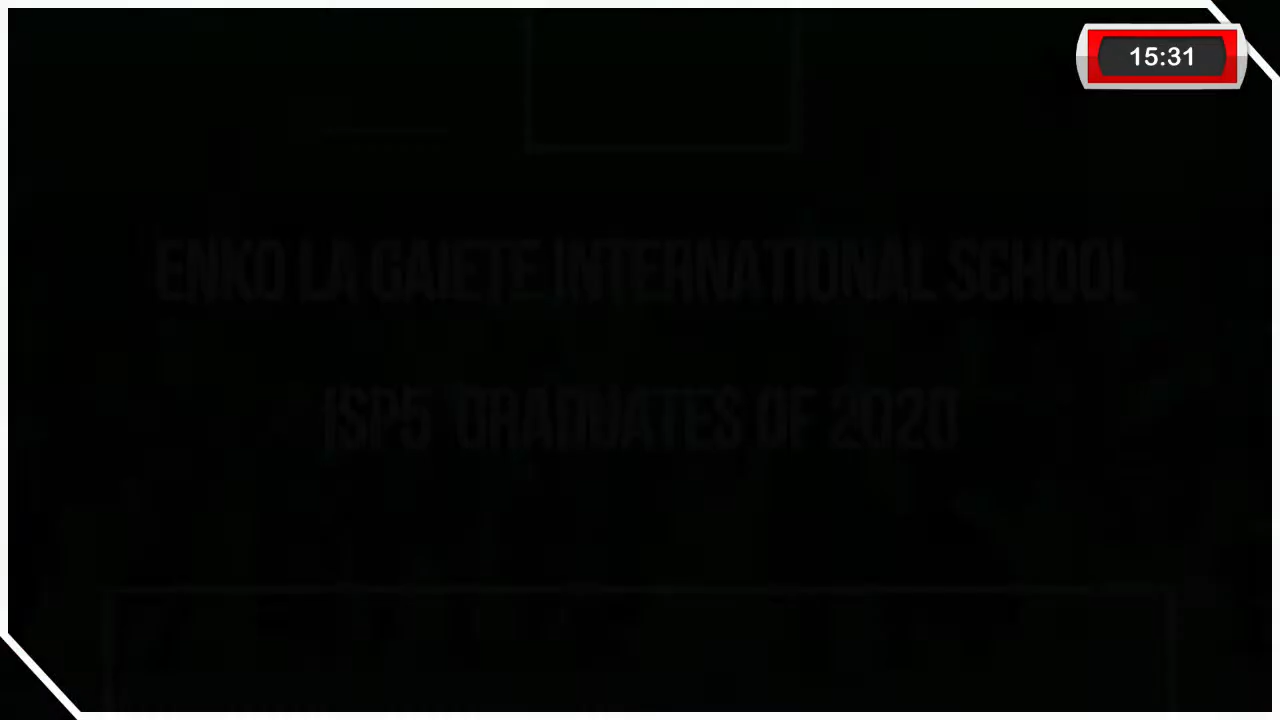 15:31
ENKO LA GAIETE INTERNATIONAL SCHOOL
ISP5 GRADUATES OF 2020